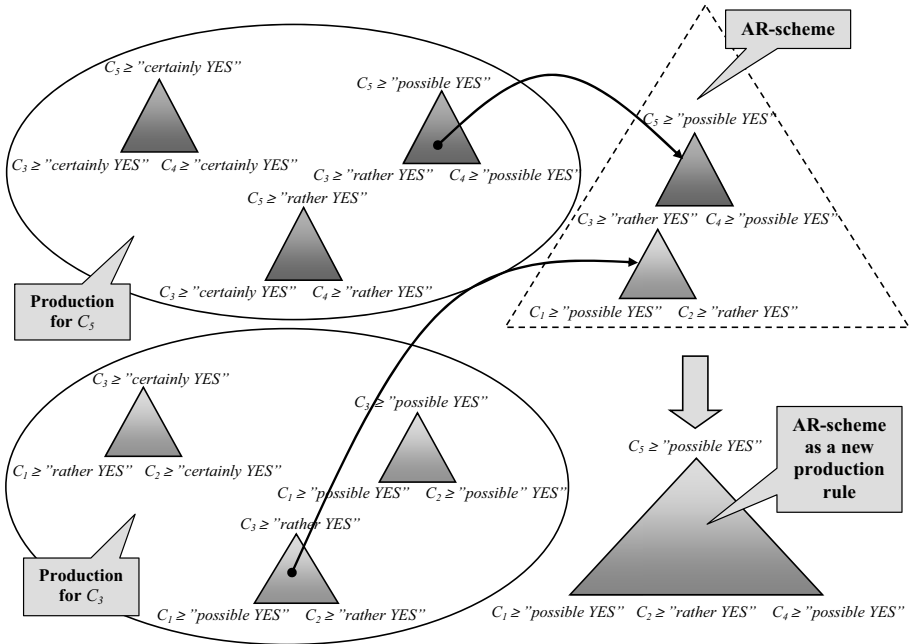 AR-scheme
C₅ ≥ ”certainly YES”
C₃ ≥ ”certainly YES” C₄ ≥ ”certainly YES”
C₅ ≥ ”possible YES”
C₃ ≥ ”rather YES” C₄ ≥ ”possible YES”
C₅ ≥ ”rather YES”
C₃ ≥ ”certainly YES” C₄ ≥ ”rather YES”
Production
for C₅
C₅ ≥ ”possible YES”
C₃ ≥ ”rather YES” C₄ ≥ ”possible YES”
C₁ ≥ ”possible YES” C₂ ≥ ”rather YES”
C₃ ≥ ”certainly YES”
C₁ ≥ ”rather YES” C₂ ≥ ”certainly YES”
C₃ ≥ ”possible YES”
C₁ ≥ ”possible YES” C₂ ≥ ”possible” YES”
C₃ ≥ ”rather YES”
C₁ ≥ ”possible YES” C₂ ≥ ”rather YES”
Production
for C₃
C₅ ≥ ”possible YES”
AR-scheme
as a new
production
rule
C₁ ≥ ”possible YES” C₂ ≥ ”rather YES” C₄ ≥ ”possible YES”